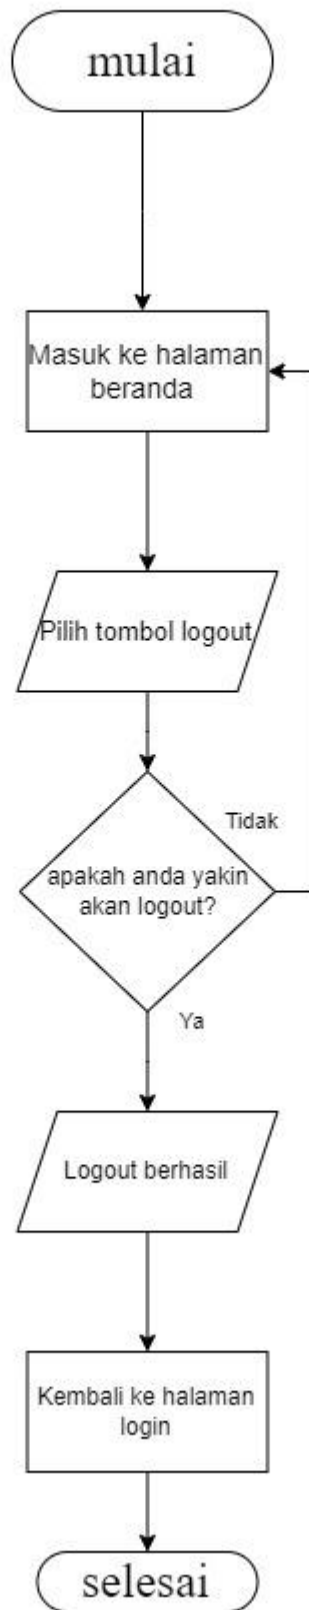 mulai
Masuk ke halaman
beranda
Pilih tombol logout
Tidak
apakah anda yakin
akan logout?
Ya
Logout berhasil
Kembali ke halaman
login
selesai